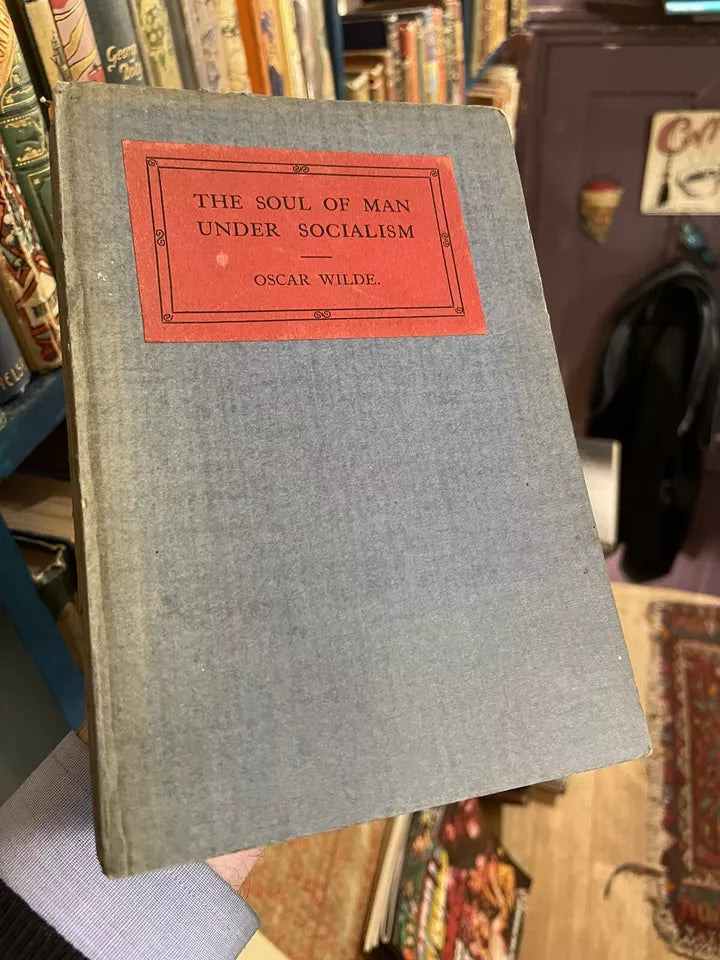 THE SOUL OF MAN
UNDER SOCIALISM
OSCAR WILDE.